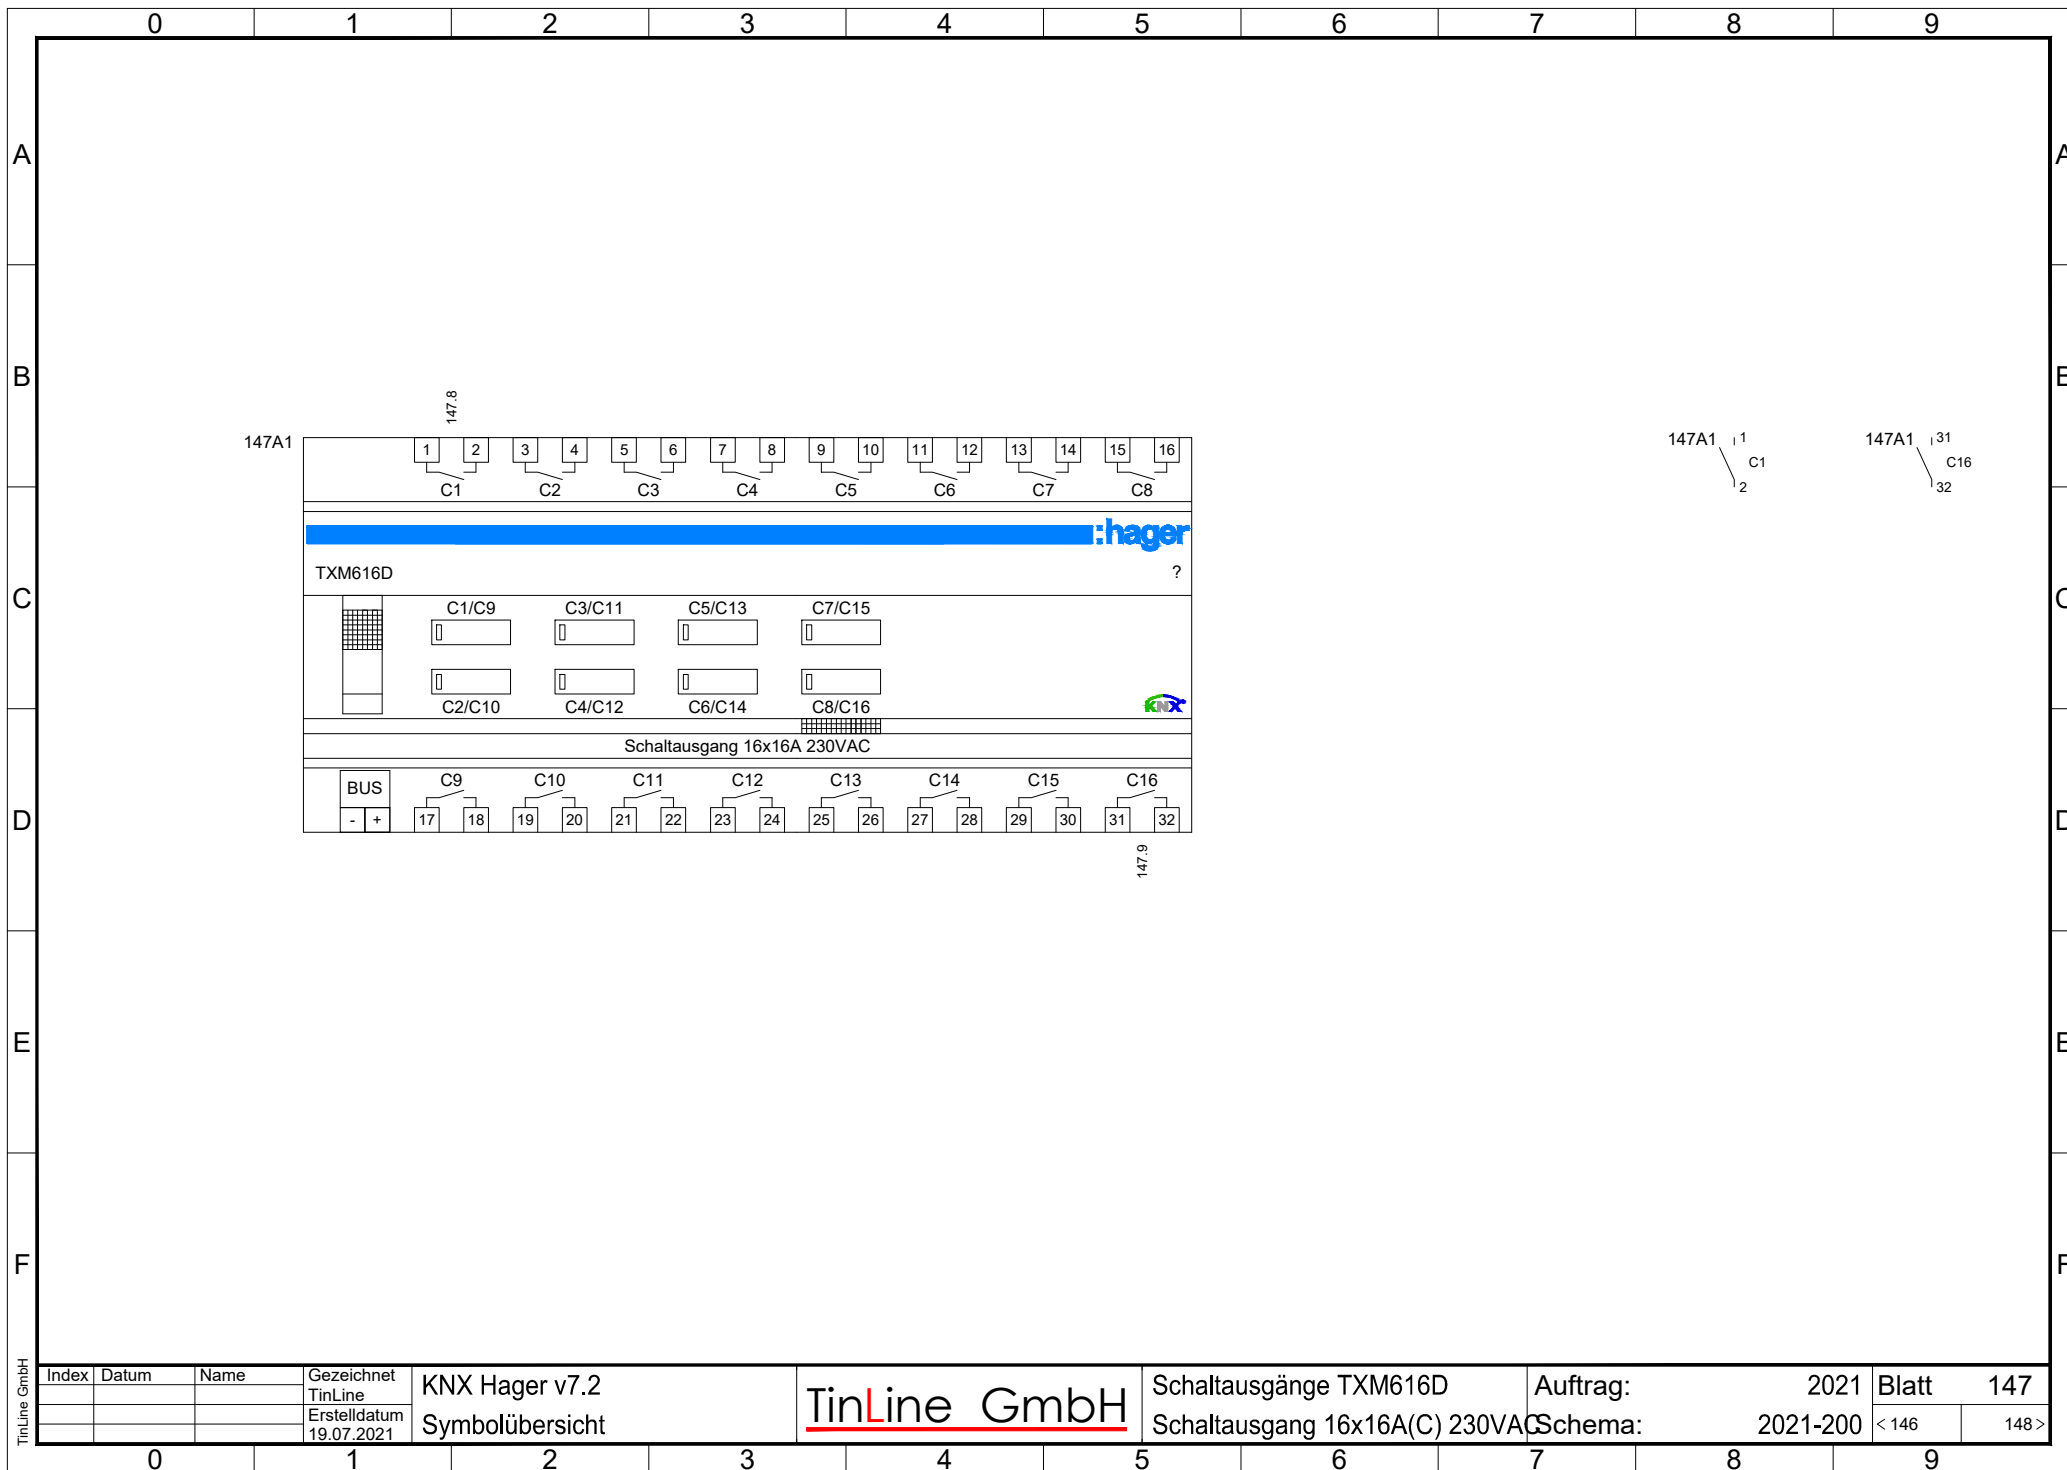 0 1 2 3 4 5 6 7 8 9
A A
B B
147.8
147A1 1 2 3 4 5 6 7 8 9 10 11 12 13 14 15 16 147A1 1 147A1 31
C1 C16
C1 C2 C3 C4 C5 C6 C7 C8 2 32
:hager
TXM616D ?
C C
C1/C9 C3/C11 C5/C13 C7/C15
C2/C10 C4/C12 C6/C14 C8/C16 KNX
Schaltausgang 16x16A 230VAC
BUS C9 C10 C11 C12 C13 C14 C15 C16
D - + 17 18 19 20 21 22 23 24 25 26 27 28 29 30 31 32 D
147.9
E E
F F
TinLine GmbH
Index Datum Name Gezeichnet
TinLine
Erstelldatum
19.07.2021
KNX Hager v7.2
Symbolübersicht
TinLine GmbH
Schaltausgänge TXM616D
Schaltausgang 16x16A(C) 230VAC
Auftrag: 2021
Schema: 2021-200
Blatt 147
< 146 148 >
0 1 2 3 4 5 6 7 8 9